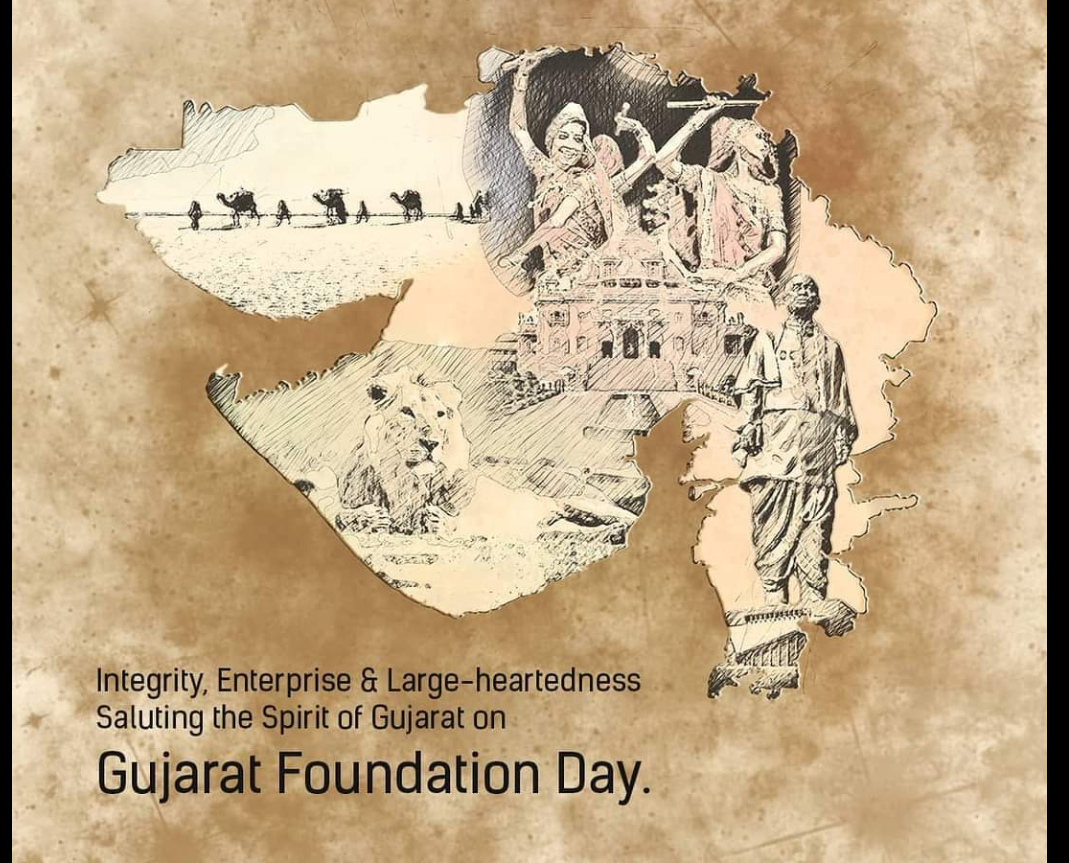 Integrity, Enterprise & Large-heartedness
Saluting the Spirit of Gujarat on
Gujarat Foundation Day.